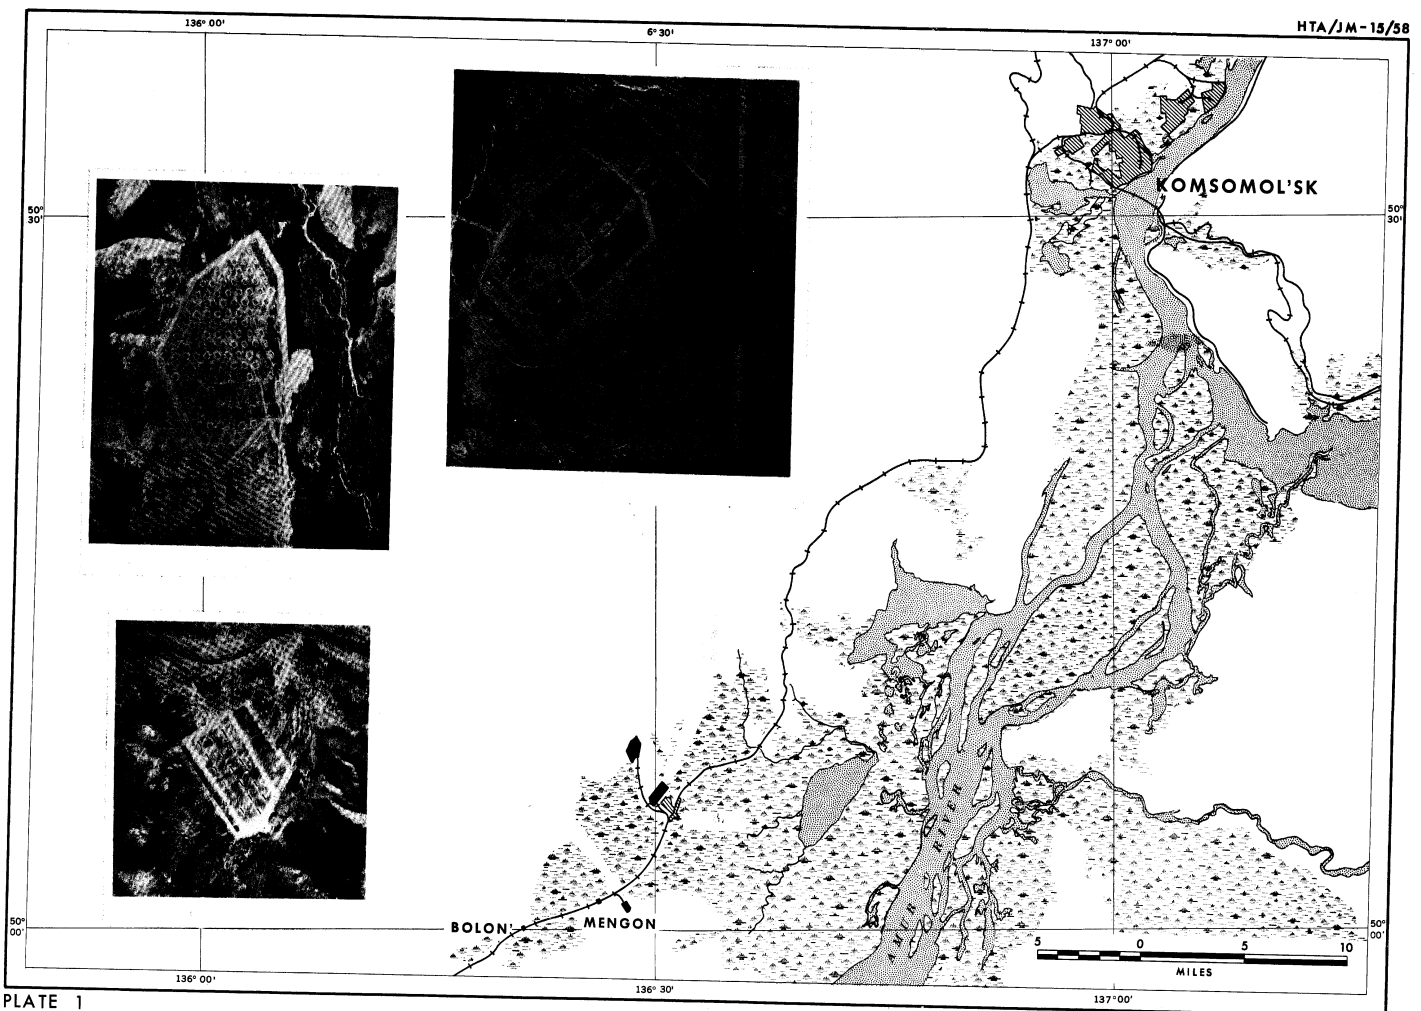 HTA/JM-15/58
136° 00'
6° 30'
137° 00'
KOMSOMOL'SK
50°
30'
50°
30'
AMUR RIVER
50°
00'
BOLON'
MENGON
50°
00'
5 0 5 10
MILES
136° 00'
136° 30'
137° 00'
PLATE 1